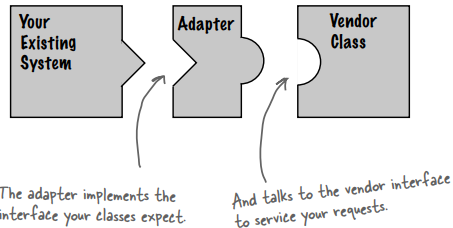 Your
Existing
System
Adapter
Vendor
Class
The adapter implements the
interface your classes expect.
And talks to the vendor interface
to service your requests.